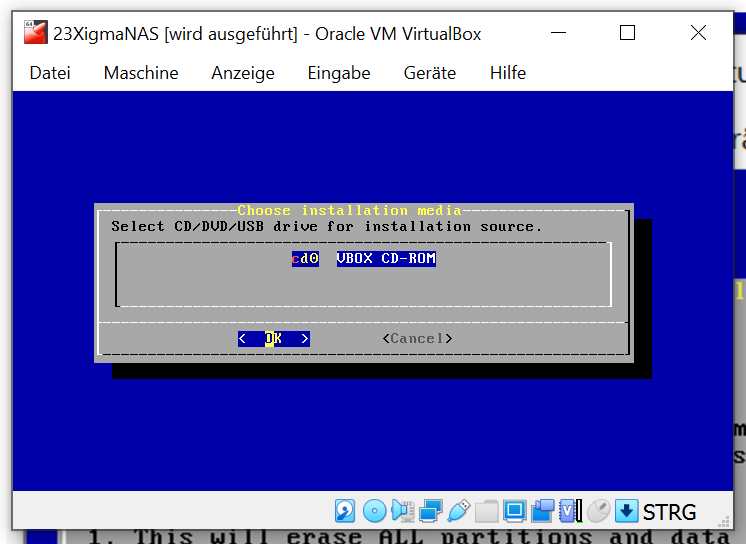 23XigmaNAS [wird ausgeführt] - Oracle VM VirtualBox
Datei Maschine Anzeige Eingabe Geräte Hilfe
Choose installation media
Select CD/DVD/USB drive for installation source.
cd0 VBOX CD-ROM
< OK > <Cancel>
STRG
1. This will erase ALL partitions and data